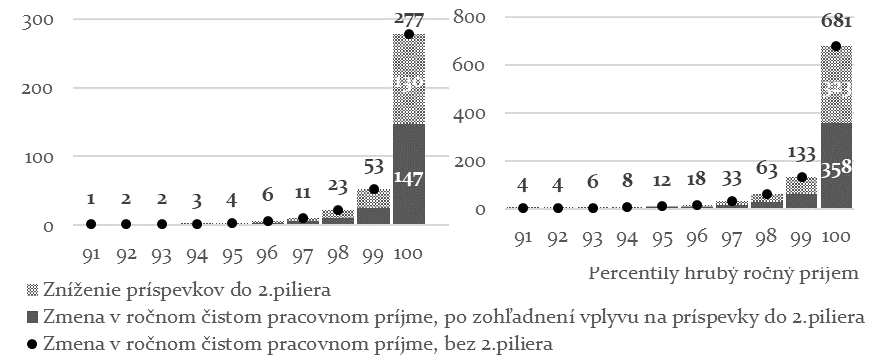 300
200
100
0
1 2 2 3 4 6 11 23 53 277
130
147
91 92 93 94 95 96 97 98 99 100
800
600
400
200
0
4 4 6 8 12 18 33 63 133 681
323
358
91 92 93 94 95 96 97 98 99 100
Percentily hrubý ročný príjem
Zníženie príspevkov do 2.piliera
Zmena v ročnom čistom pracovnom príjme, po zohľadnení vplyvu na príspevky do 2.piliera
Zmena v ročnom čistom pracovnom príjme, bez 2.piliera